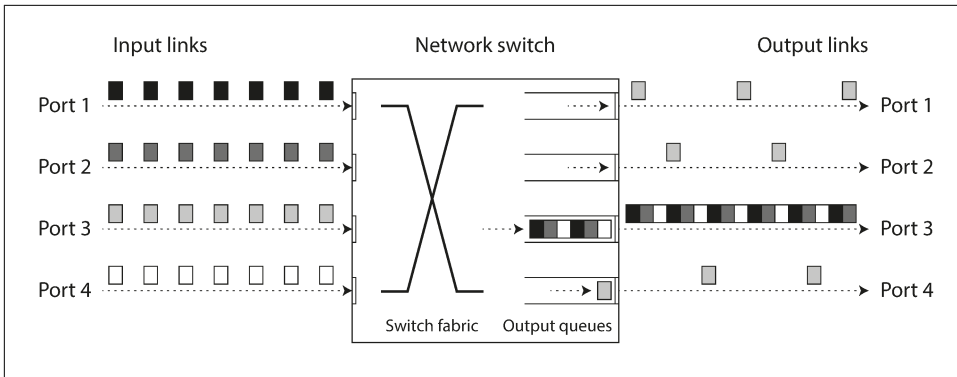 Input links
Network switch
Output links
Port 1
Port 1
Port 2
Port 2
Port 3
Port 3
Port 4
Port 4
Switch fabric
Output queues